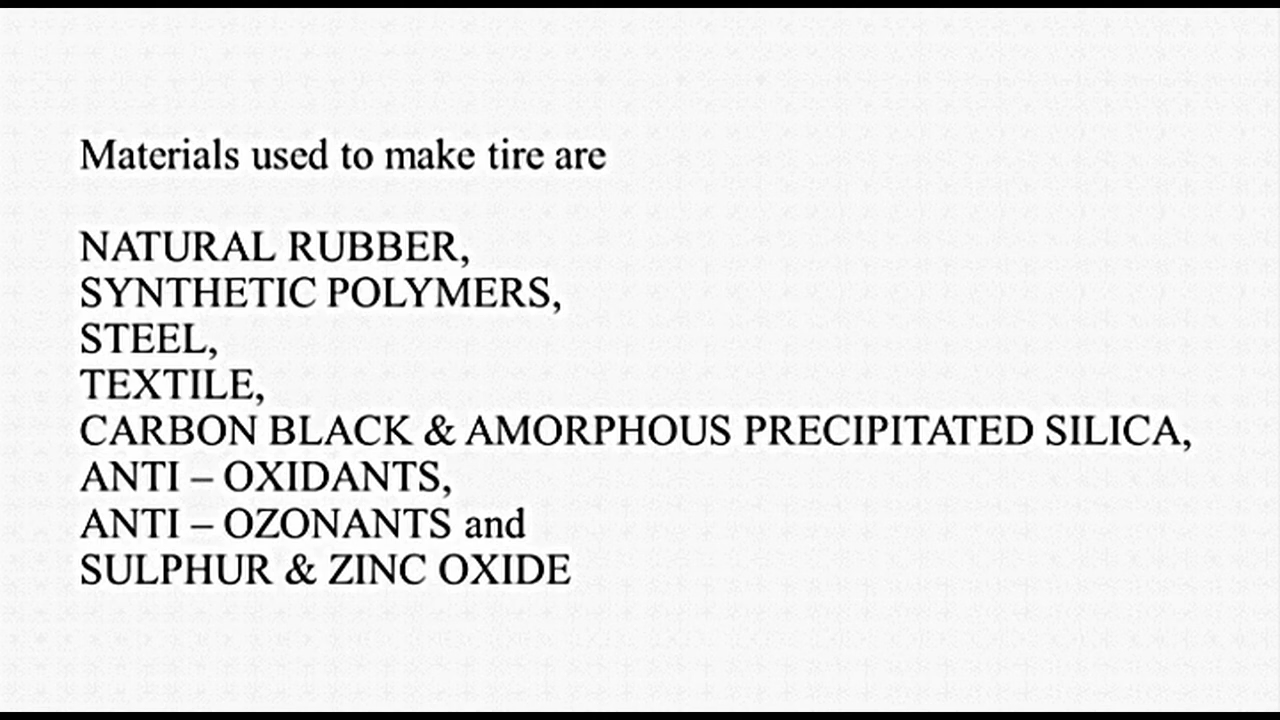 Materials used to make tire are
NATURAL RUBBER,
SYNTHETIC POLYMERS,
STEEL,
TEXTILE,
CARBON BLACK & AMORPHOUS PRECIPITATED SILICA,
ANTI – OXIDANTS,
ANTI – OZONANTS and
SULPHUR & ZINC OXIDE